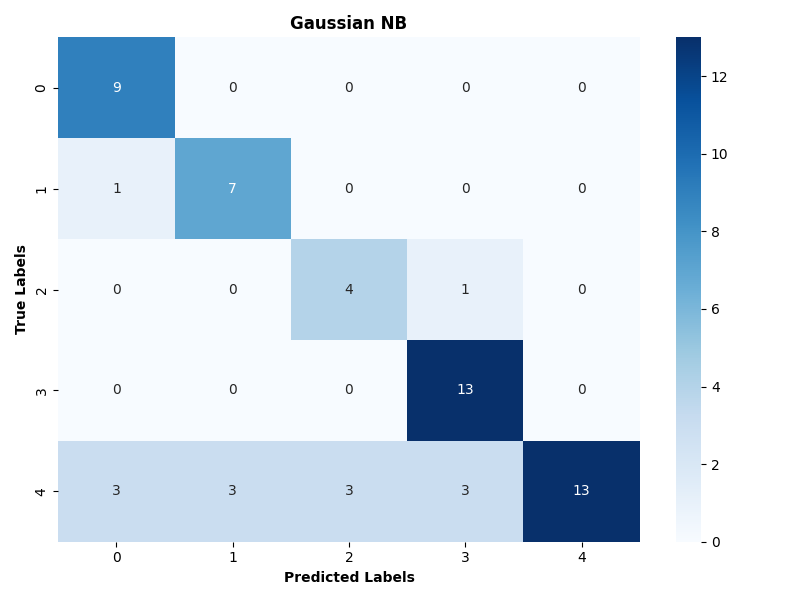 Gaussian NB
0 9 0 0 0 0
1 1 7 0 0 0
2 0 0 4 1 0
3 0 0 0 13 0
4 3 3 3 3 13
0 1 2 3 4
True Labels
Predicted Labels
12
10
8
6
4
2
0